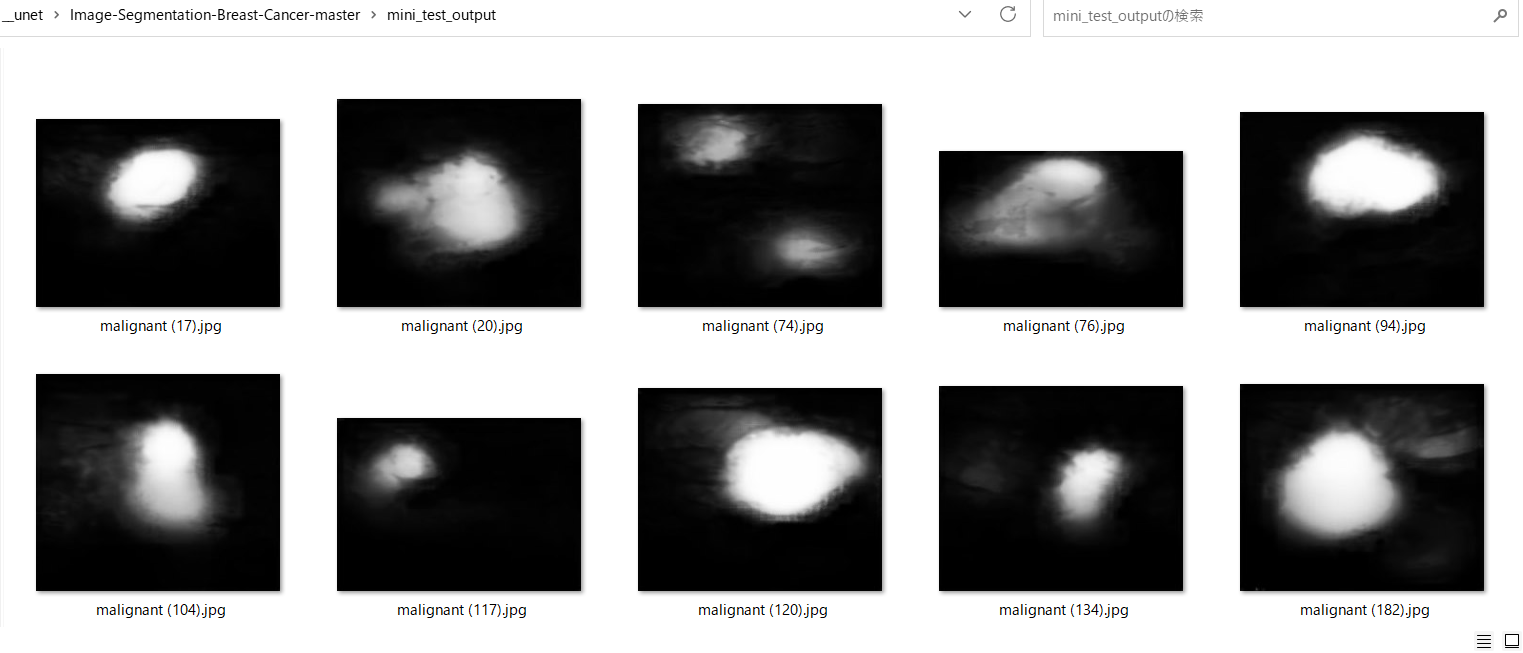 __unet > Image-Segmentation-Breast-Cancer-master > mini_test_output
mini_test_outputの検索
malignant (17).jpg
malignant (20).jpg
malignant (74).jpg
malignant (76).jpg
malignant (94).jpg
malignant (104).jpg
malignant (117).jpg
malignant (120).jpg
malignant (134).jpg
malignant (182).jpg